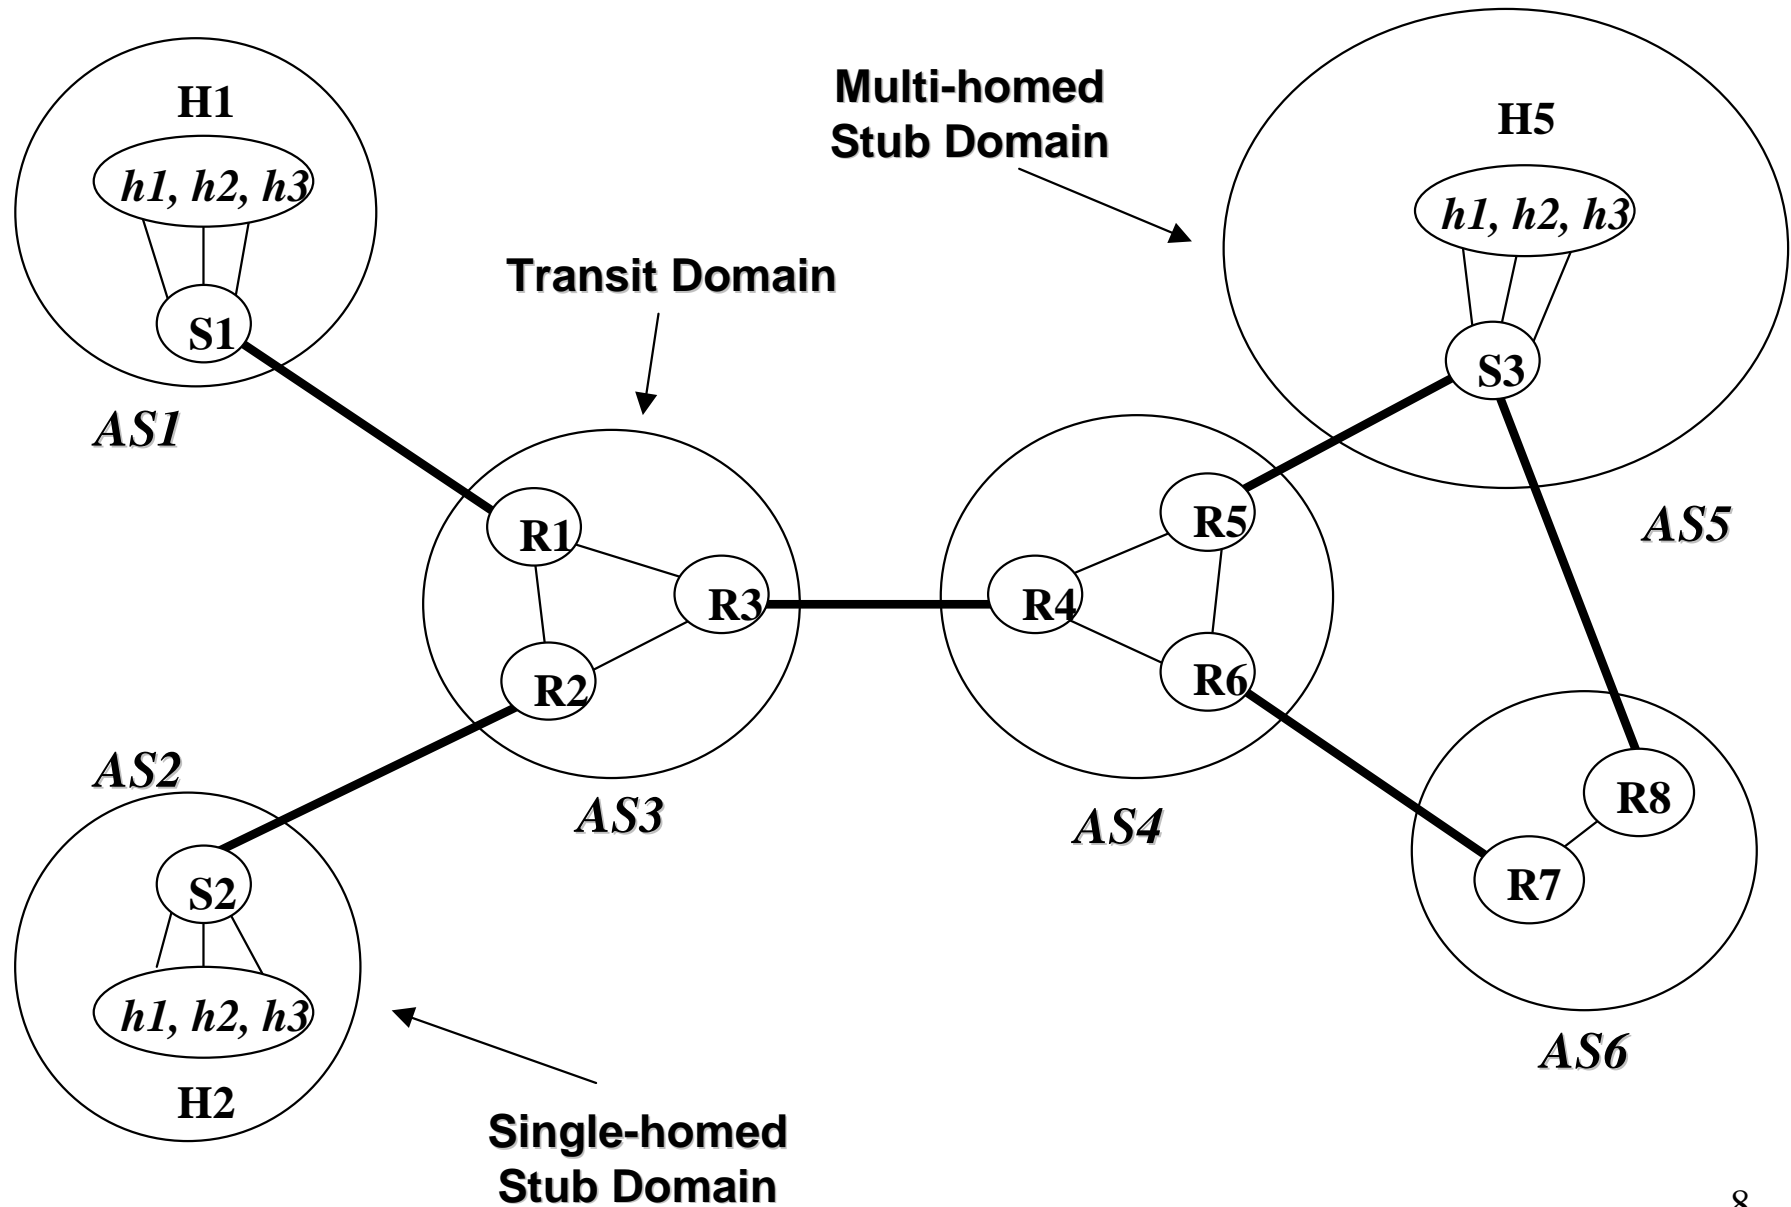 H1
h1, h2, h3
S1
AS1
Multi-homed
Stub Domain
H5
h1, h2, h3
S3
AS5
Transit Domain
R1
R2
R3
AS3
R4
R5
R6
AS4
AS2
S2
h1, h2, h3
H2
R8
R7
AS6
Single-homed
Stub Domain
8